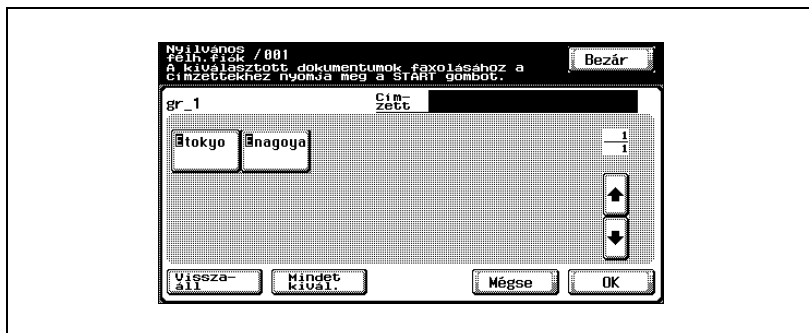 Nyilvános
félh.fiók /001
A kiválasztott dokumentumok faxolásához a
címzettekhez nyomja meg a START gombot.
Bezár
gr_1
Cím-
zett
E tokyo E nagoya
1
1
Vissza-
áll
Mindet
kivál.
Mégse
OK